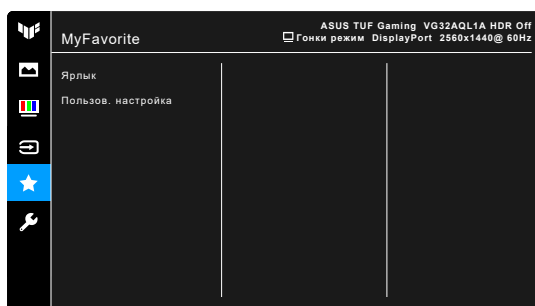 ASUS TUF Gaming VG32AQL1A HDR Off
MyFavorite
Гонки режим DisplayPort 2560x1440@ 60Hz
Ярлык
Пользов. настройка